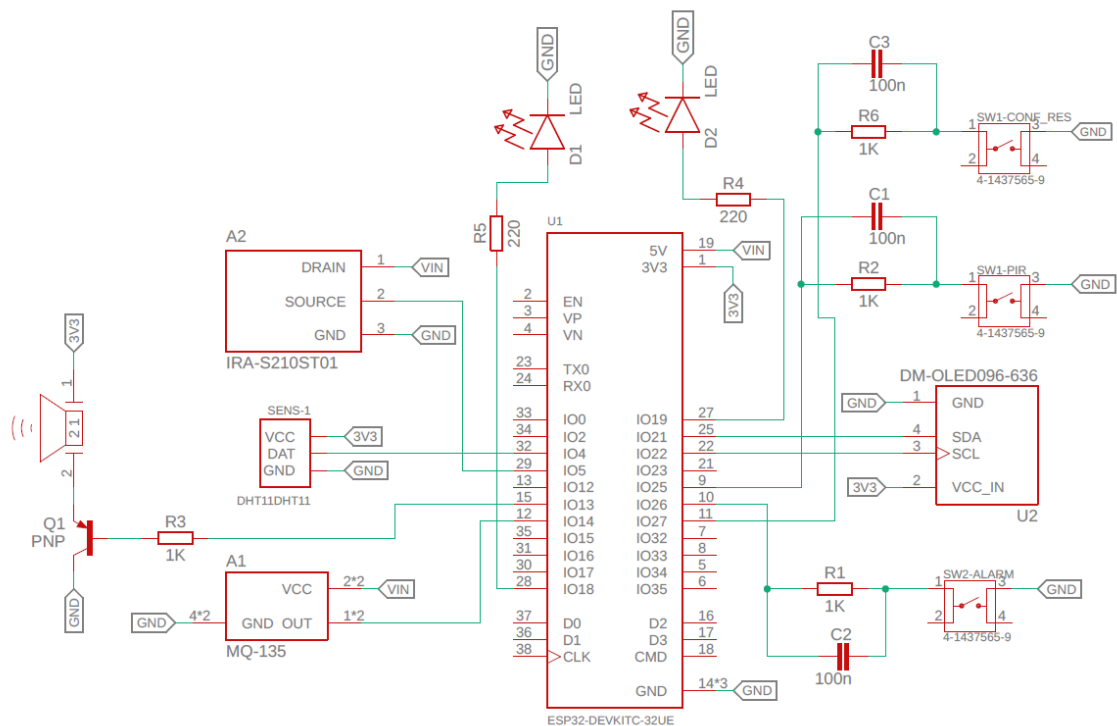 GND
LED
D1
GND
LED
D2
C3
100n
R6
1K
SW1-CONF_RES
1
3
2
4
4-1437565-9
GND
C1
100n
R2
1K
SW1-PIR
1
3
2
4
4-1437565-9
GND
R5
220
R4
220
A2
DRAIN
1
VIN
SOURCE
2
GND
3
GND
IRA-S210ST01
U1
5V
19
VIN
3V3
1
3V3
2
EN
3
VP
4
VN
23
TX0
24
RX0
33
IO0
34
IO2
32
IO4
29
IO5
13
IO12
15
IO13
12
IO14
35
IO15
31
IO16
30
IO17
28
IO18
37
D0
36
D1
38
CLK
IO19
27
IO21
25
IO22
22
IO23
21
IO25
9
IO26
10
IO27
11
IO32
7
IO33
8
IO34
5
IO35
6
D2
16
D3
17
CMD
18
GND
14*3
GND
ESP32-DEVKITC-32UE
3V3
1
2 1
2
Q1
PNP
GND
R3
1K
SENS-1
VCC
3V3
DAT
GND
GND
DHT11DHT11
A1
VCC
2*2
VIN
GND
4*2
GND OUT
1*2
MQ-135
DM-OLED096-636
GND
1
GND
4
SDA
3
SCL
3V3
2
VCC_IN
U2
R1
1K
C2
100n
SW2-ALARM
1
3
2
4
4-1437565-9
GND